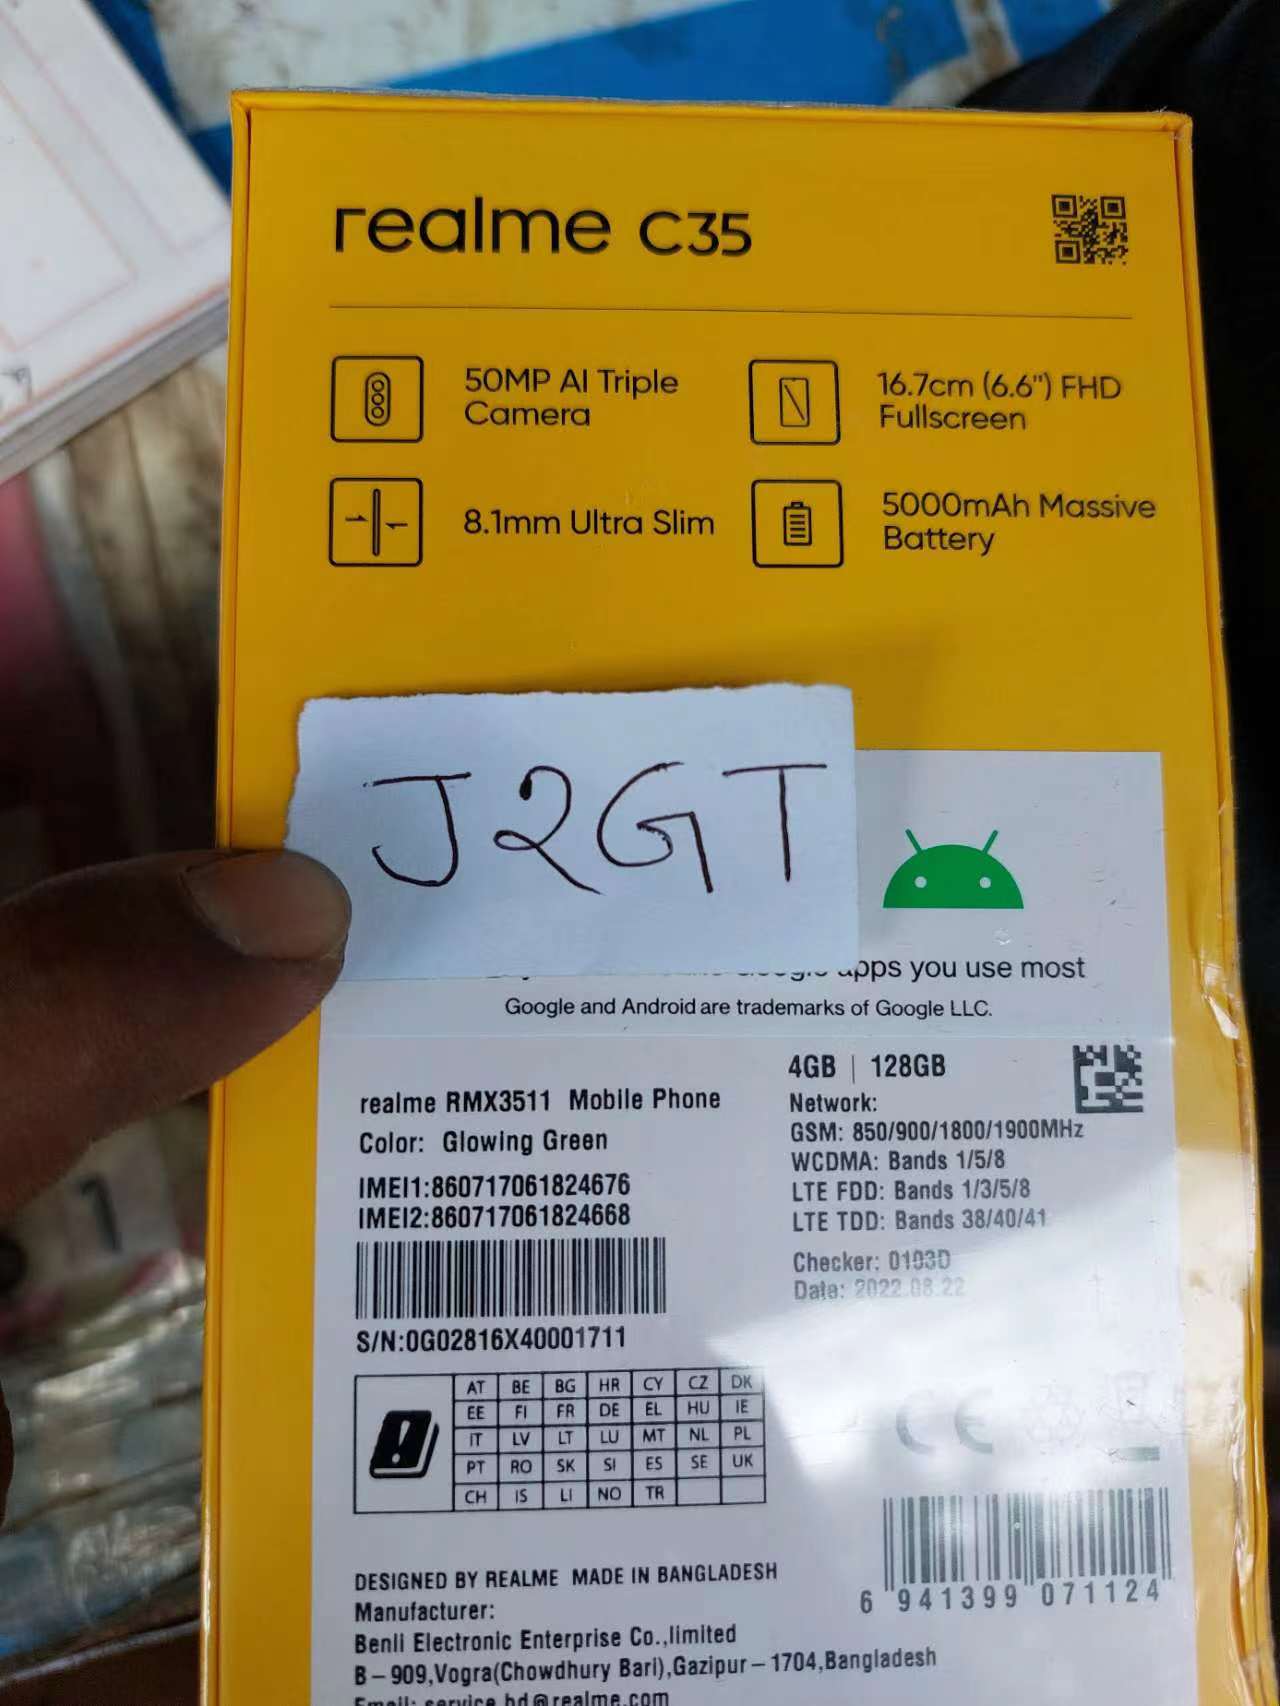 realme C35
50MP AI Triple
Camera
16.7cm (6.6") FHD
Fullscreen
8.1mm Ultra Slim
5000mAh Massive
Battery
J2GT
apps you use most
Google and Android are trademarks of Google LLC.
realme RMX3511 Mobile Phone
Color: Glowing Green
IMEI1:860717061824676
IMEI2:860717061824668
S/N:0G02816X40001711
4GB | 128GB
Network:
GSM: 850/900/1800/1900MHz
WCDMA: Bands 1/5/8
LTE FDD: Bands 1/3/5/8
LTE TDD: Bands 38/40/41
Checker: 0103D
Date: 2022.08.22
AT BE BG HR CY CZ DK
EE FI FR DE EL HU IE
IT LV LT LU MT NL PL
PT RO SK SI ES SE UK
CH IS LI NO TR
CE
6 941399 071124
DESIGNED BY REALME MADE IN BANGLADESH
Manufacturer:
Benli Electronic Enterprise Co.,limited
B-909,Vogra(Chowdhury Bari),Gazipur-1704,Bangladesh
Email: service.bd@realme.com
1